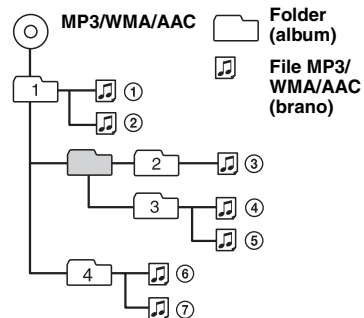 MP3/WMA/AAC
Folder
(album)
File MP3/
WMA/AAC
(brano)
1
①
②
2
③
3
④
⑤
4
⑥
⑦